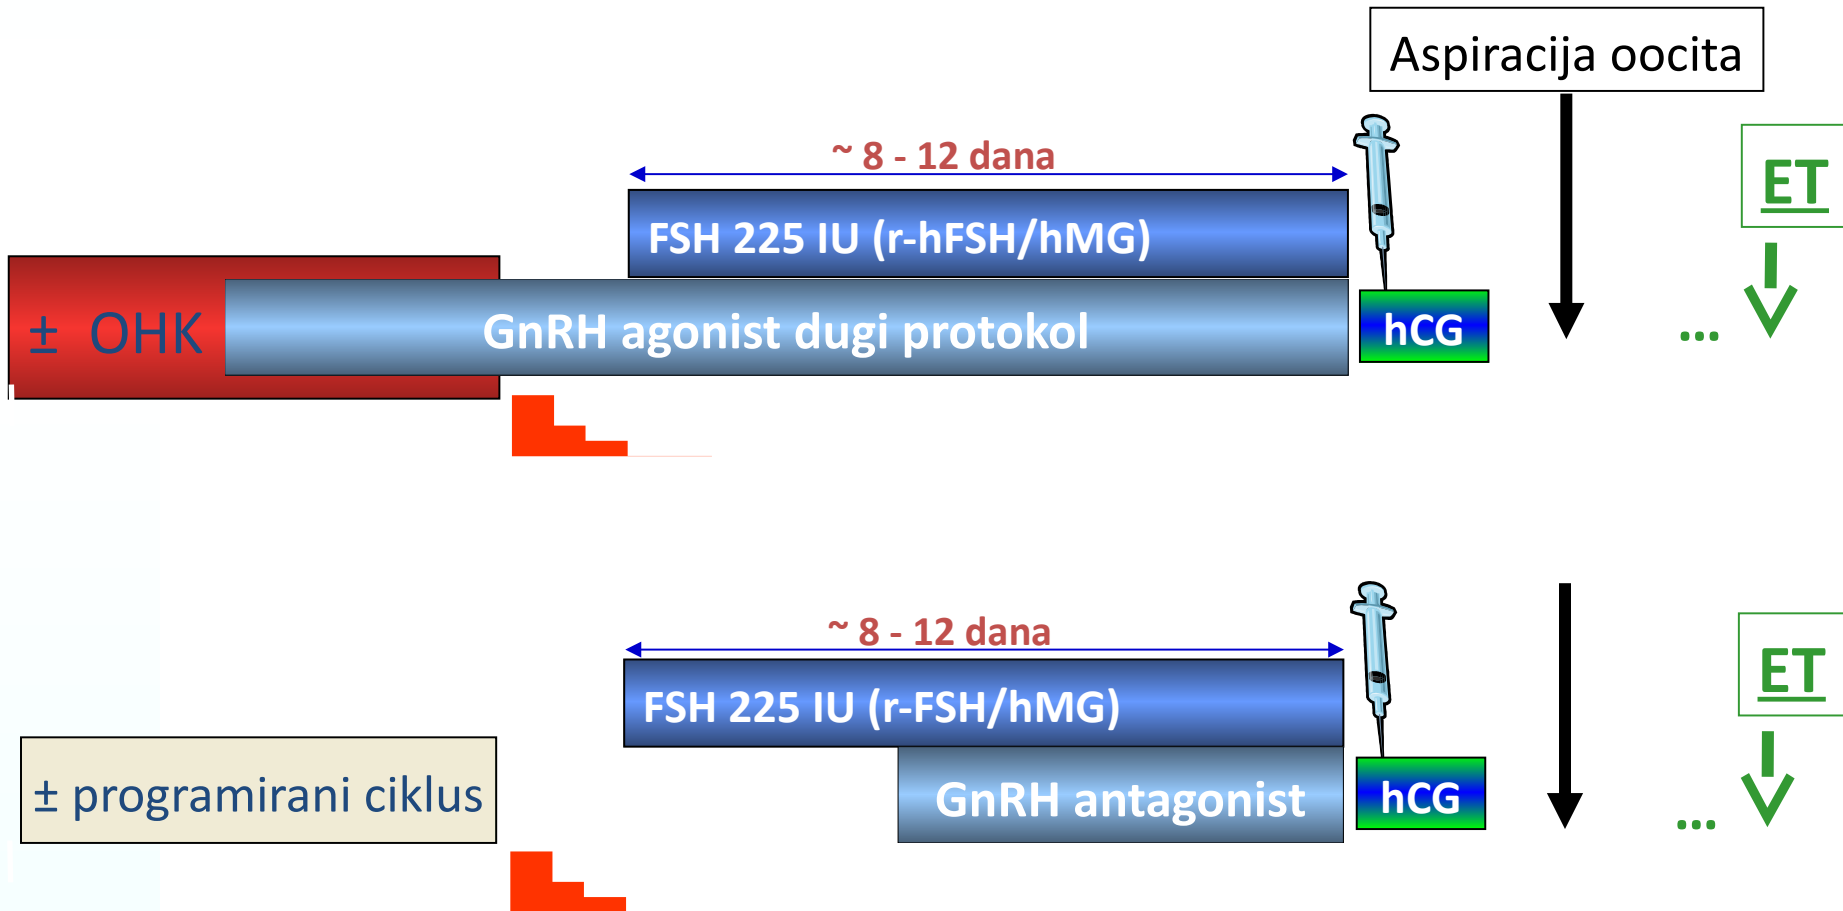 Aspiracija oocita
~ 8 - 12 dana
ET
FSH 225 IU (r-hFSH/hMG)
± OHK
GnRH agonist dugi protokol
hCG
...
~ 8 - 12 dana
ET
FSH 225 IU (r-FSH/hMG)
± programirani ciklus
GnRH antagonist
hCG
...